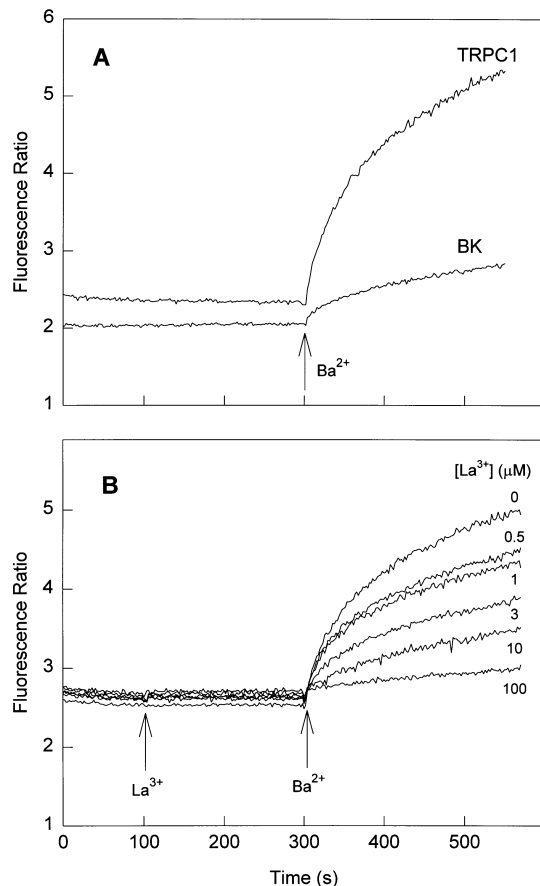 6
A
TRPC1
5
4
Fluorescence Ratio
3
BK
2
Ba²⁺
1
B
[La³⁺] (μM)
0
5
0.5
1
4
3
Fluorescence Ratio
10
3
100
2
La³⁺
Ba²⁺
1
0 100 200 300 400 500
Time (s)